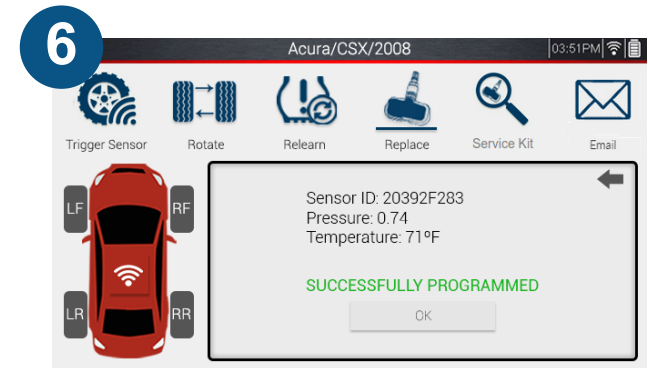 6
Acura/CSX/2008
03:51PM
Trigger Sensor
Rotate
Relearn
Replace
Service Kit
Email
LF
RF
LR
RR
Sensor ID: 20392F283
Pressure: 0.74
Temperature: 71ºF
SUCCESSFULLY PROGRAMMED
OK